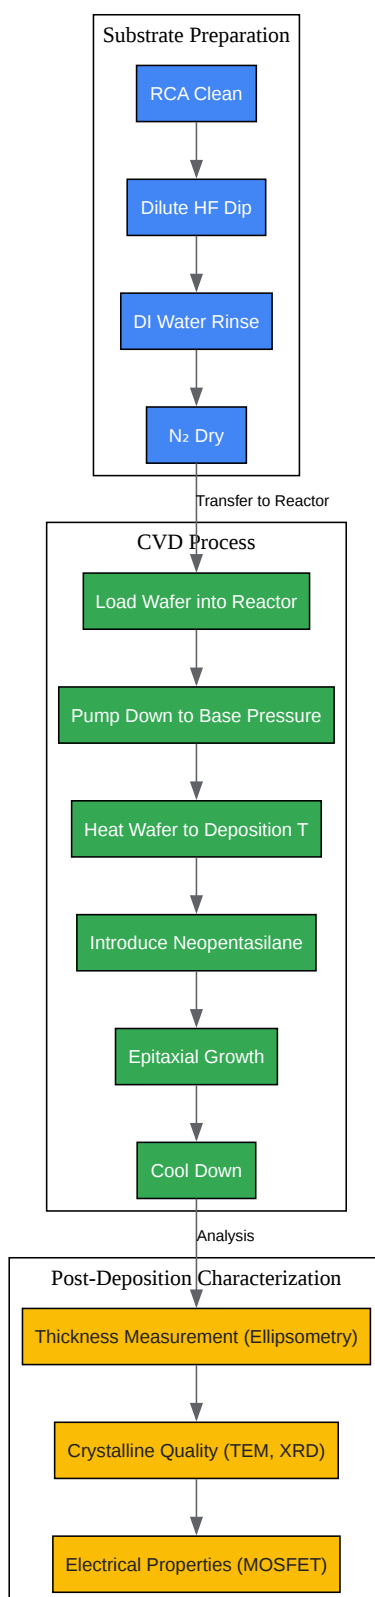 Substrate Preparation
RCA Clean
Dilute HF Dip
DI Water Rinse
N₂ Dry
Transfer to Reactor
CVD Process
Load Wafer into Reactor
Pump Down to Base Pressure
Heat Wafer to Deposition T
Introduce Neopentasilane
Epitaxial Growth
Cool Down
Analysis
Post-Deposition Characterization
Thickness Measurement (Ellipsometry)
Crystalline Quality (TEM, XRD)
Electrical Properties (MOSFET)